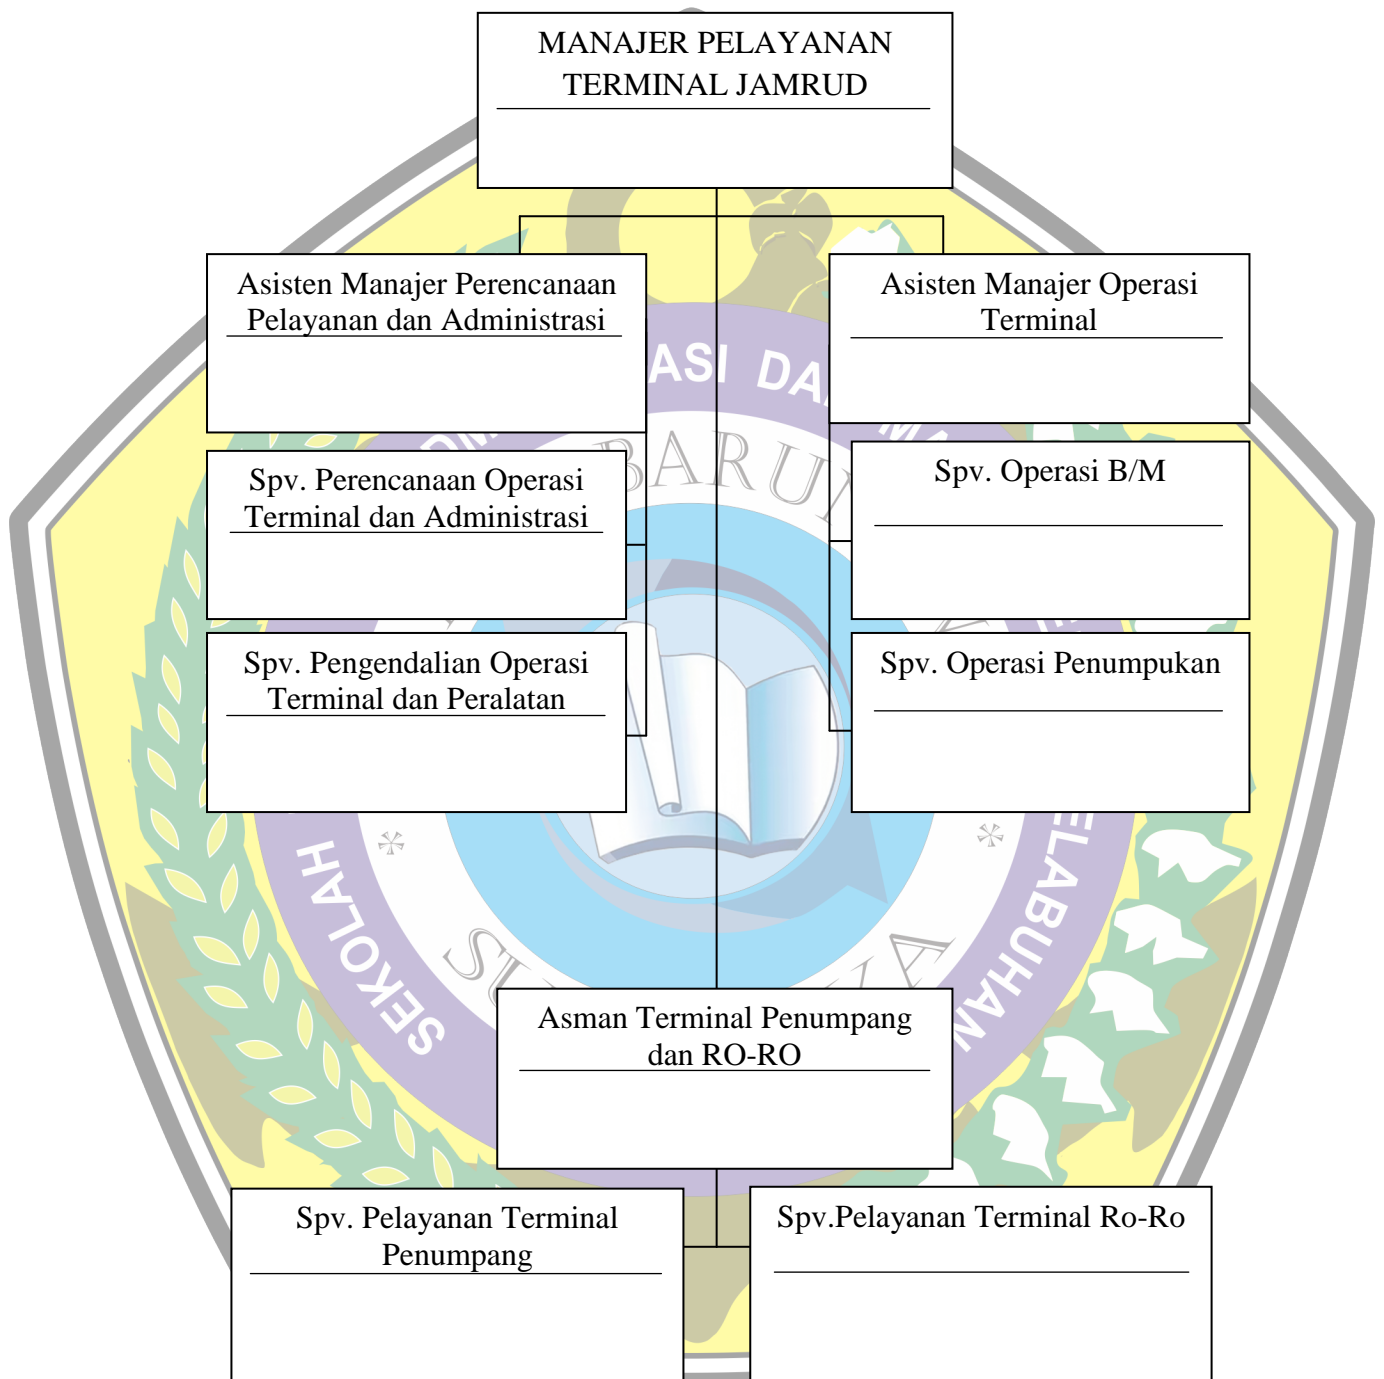 MANAJER PELAYANAN
TERMINAL JAMRUD
Asisten Manajer Perencanaan
Pelayanan dan Administrasi
Asisten Manajer Operasi
Terminal
Spv. Perencanaan Operasi
Terminal dan Administrasi
Spv. Operasi B/M
Spv. Pengendalian Operasi
Terminal dan Peralatan
Spv. Operasi Penumpukan
Asman Terminal Penumpang
dan RO-RO
Spv. Pelayanan Terminal
Penumpang
Spv.Pelayanan Terminal Ro-Ro
SEKOLAH